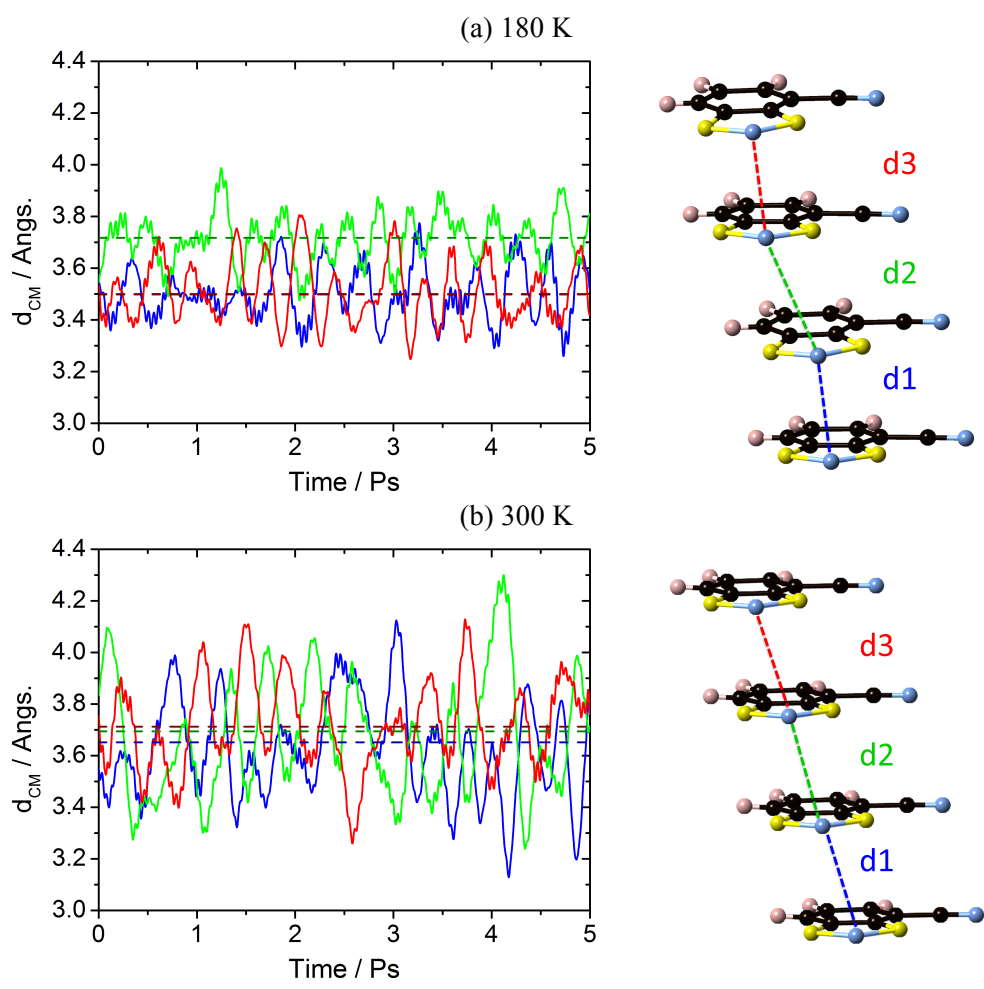 (a) 180 K
4.4
4.2
4.0
3.8
3.6
3.4
3.2
3.0
d_CM / Angs.
0 1 2 3 4 5
Time / Ps
d3
d2
d1
(b) 300 K
4.4
4.2
4.0
3.8
3.6
3.4
3.2
3.0
d_CM / Angs.
0 1 2 3 4 5
Time / Ps
d3
d2
d1